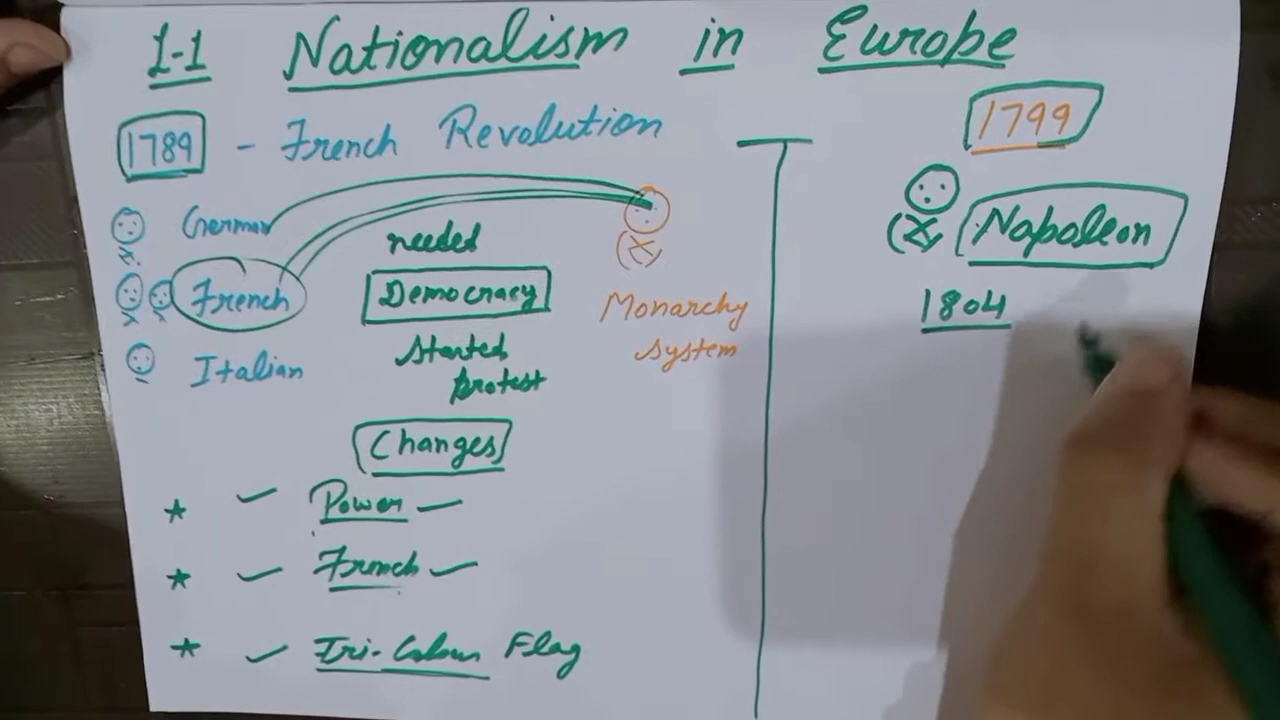 1-1 Nationalism in Europe
1789 - French Revolution
German
French
Italian
needed
Democracy
Started
protest
Monarchy
system
Changes
Power
French
Tri-Colour Flag
1799
Napoleon
1804